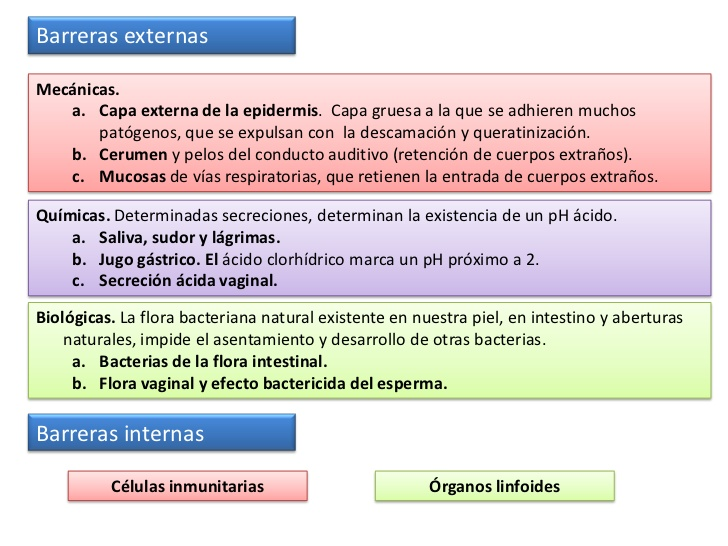 Barreras externas
Mecánicas.
a. Capa externa de la epidermis. Capa gruesa a la que se adhieren muchos
patógenos, que se expulsan con la descamación y queratinización.
b. Cerumen y pelos del conducto auditivo (retención de cuerpos extraños).
c. Mucosas de vías respiratorias, que retienen la entrada de cuerpos extraños.
Químicas. Determinadas secreciones, determinan la existencia de un pH ácido.
a. Saliva, sudor y lágrimas.
b. Jugo gástrico. El ácido clorhídrico marca un pH próximo a 2.
c. Secreción ácida vaginal.
Biológicas. La flora bacteriana natural existente en nuestra piel, en intestino y aberturas
naturales, impide el asentamiento y desarrollo de otras bacterias.
a. Bacterias de la flora intestinal.
b. Flora vaginal y efecto bactericida del esperma.
Barreras internas
Células inmunitarias
Órganos linfoides